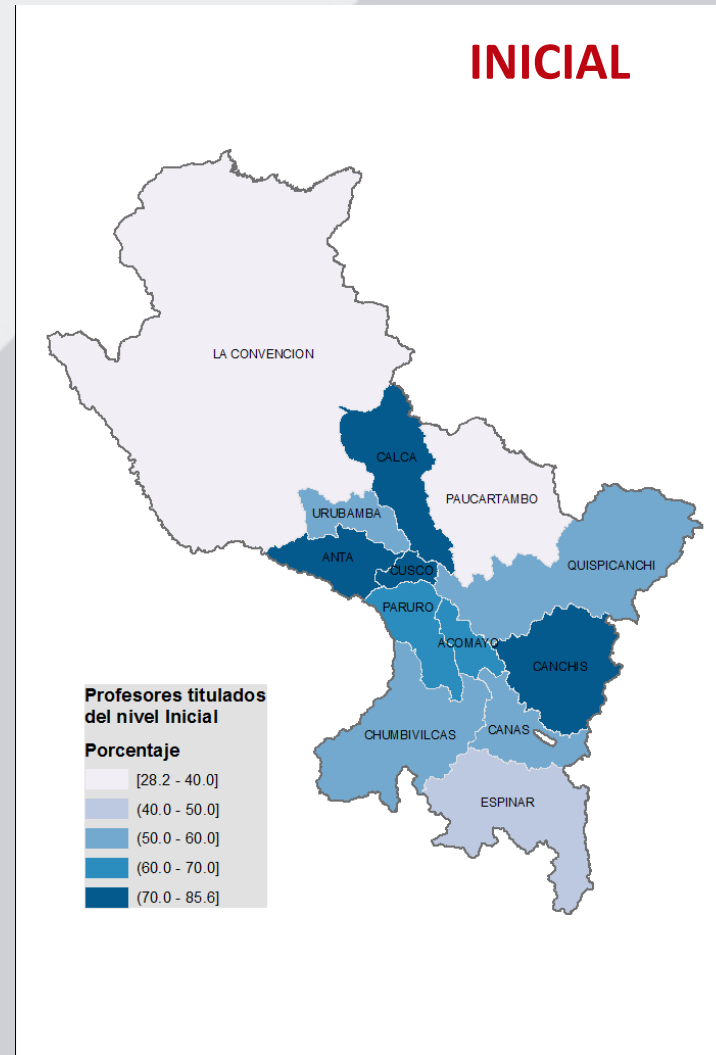 INICIAL
LA CONVENCION
CALCA
PAUCARTAMBO
URUBAMBA
ANTA
CUSCO
QUISPICANCHI
PARURO
ACOMAYO
CANCHIS
CHUMBIVILCAS
CANAS
ESPINAR
Profesores titulados
del nivel Inicial
Porcentaje
[28.2 - 40.0]
(40.0 - 50.0]
(50.0 - 60.0]
(60.0 - 70.0]
(70.0 - 85.6]